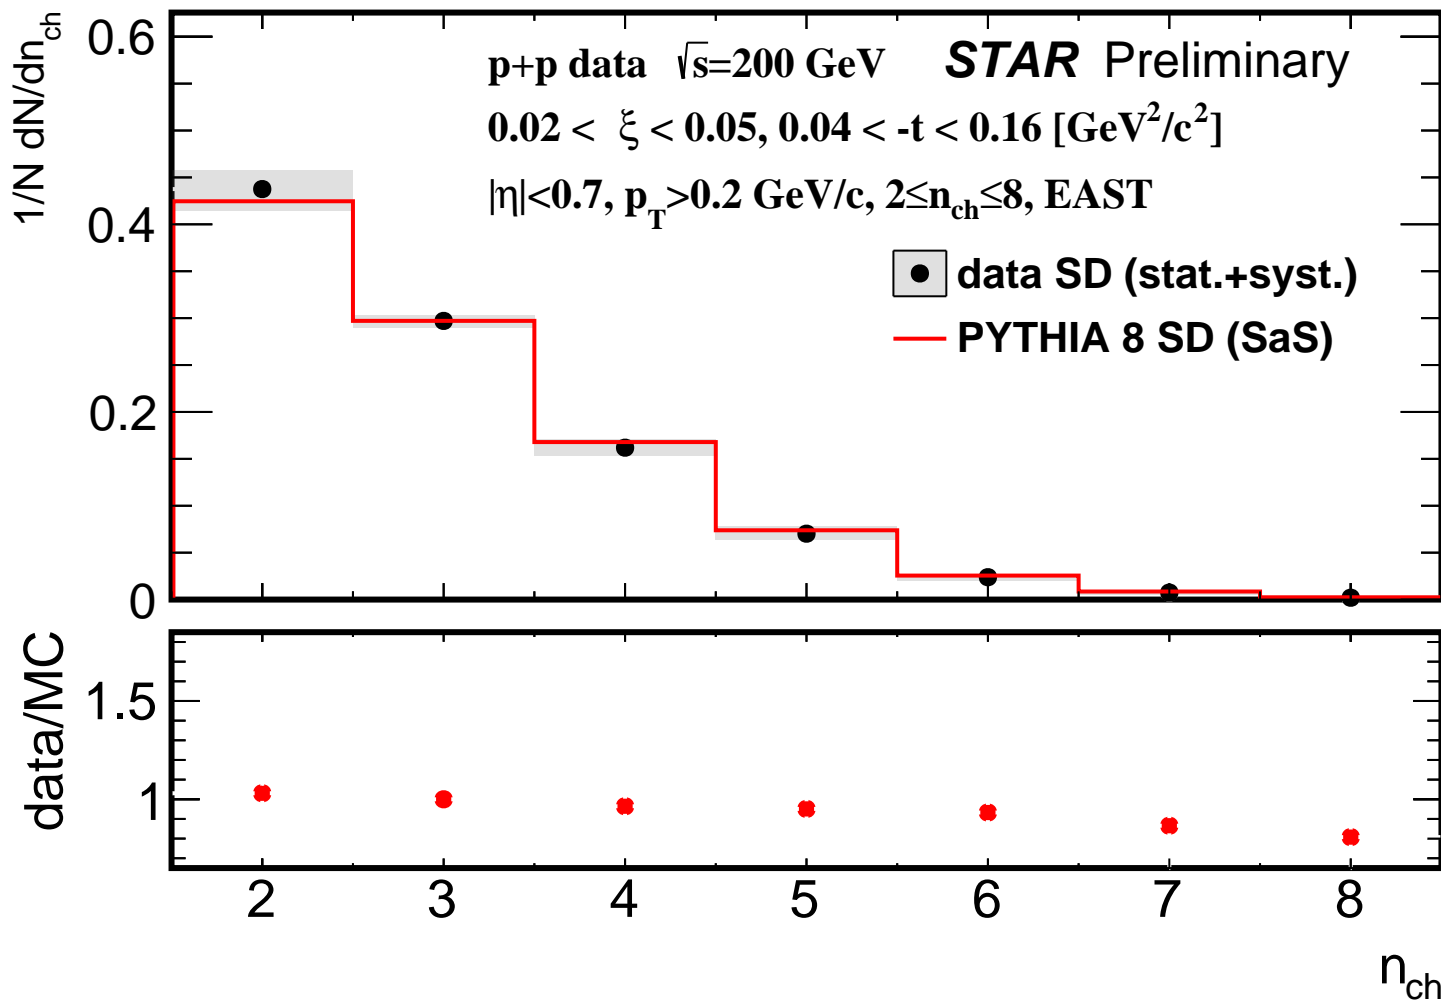 1/N dN/dn_ch
0.6
0.4
0.2
0
p+p data √s=200 GeV STAR Preliminary
0.02 < ξ < 0.05, 0.04 < -t < 0.16 [GeV²/c²]
|η|<0.7, p_T>0.2 GeV/c, 2≤n_ch≤8, EAST
data SD (stat.+syst.)
PYTHIA 8 SD (SaS)
data/MC
1.5
1
2 3 4 5 6 7 8
n_ch